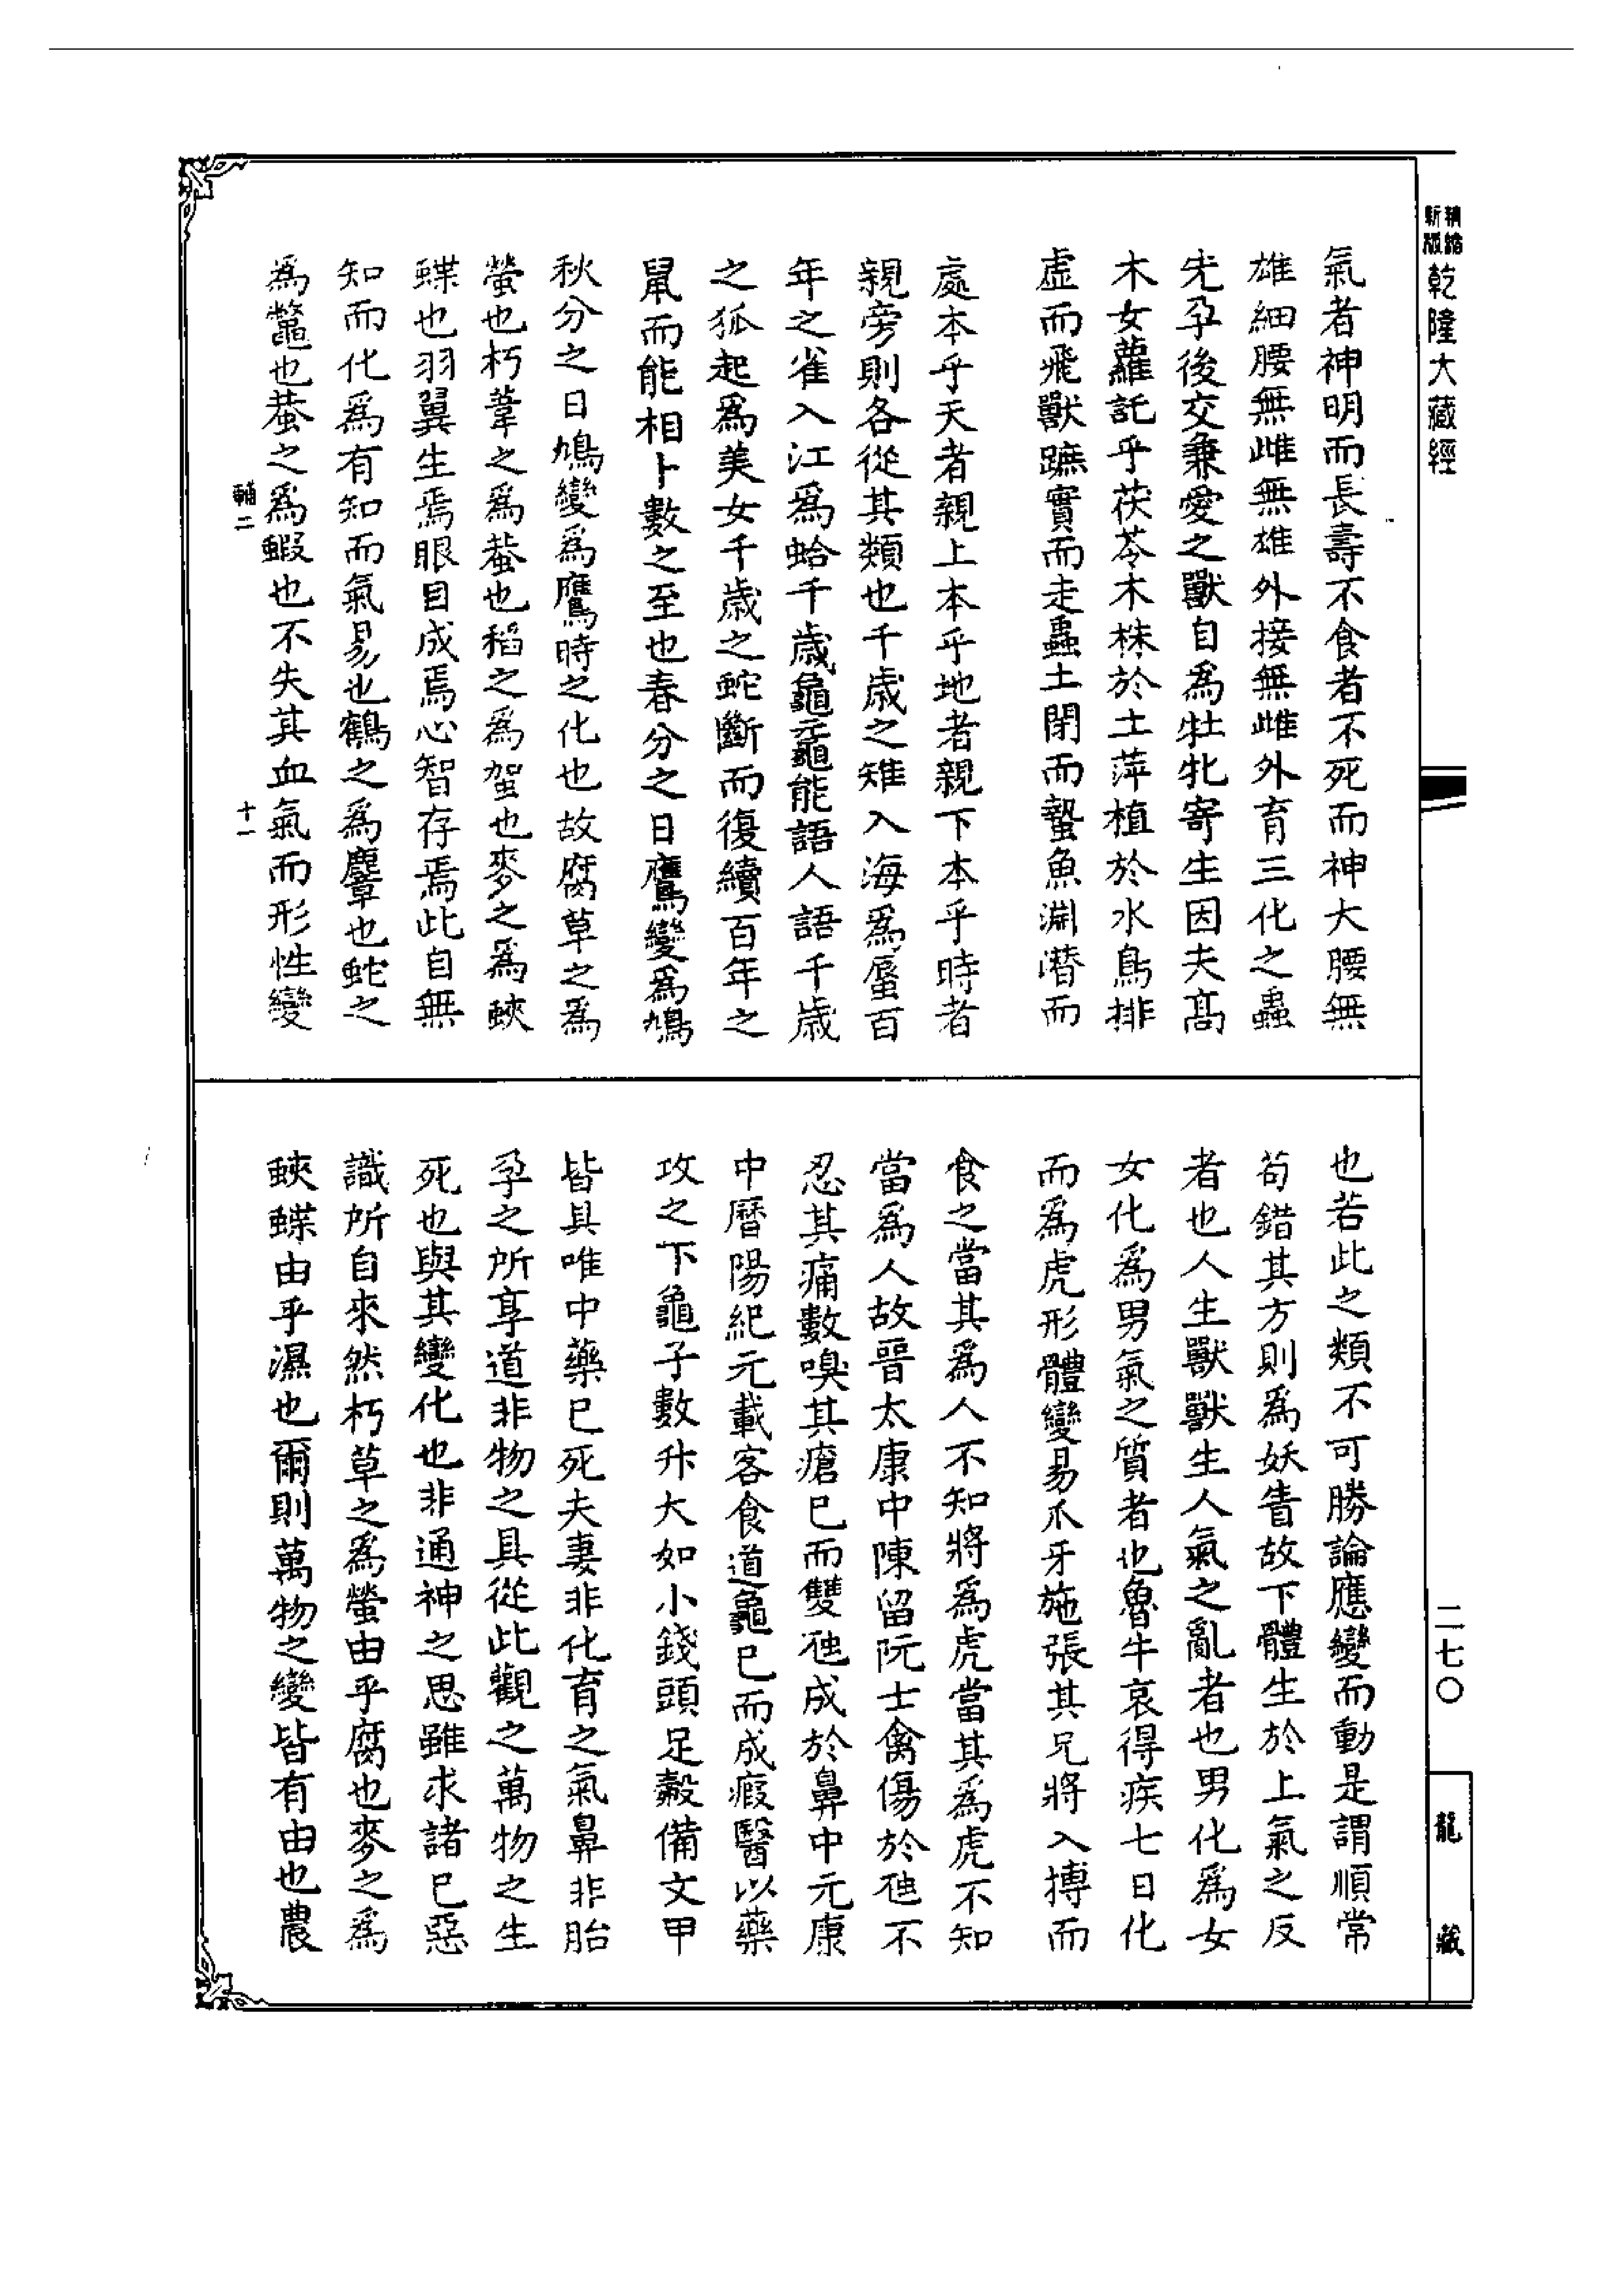 精縮新版 乾隆大藏經
氣者神明而長壽不食者不死而神大腰無
雄細腰無雌無雄外接無雌外育三化之蟲
先孕後交兼愛之獸自為牡牝寄生因夫高
木女蘿託乎茯苓木株於土萍植於水鳥排
虛而飛獸蹠實而走蟲土閉而蟄魚淵潛而
處本乎天者親上本乎地者親下本乎時者
親旁則各從其類也千歲之雉入海爲蜃百
年之雀入江爲蛤千歲龜黿能語人語千歲
之狐起爲美女千歲之蛇斷而復續百年之
鼠而能相卜數之至也春分之日鷹變爲鳩
秋分之日鳩變爲鷹時之化也故腐草之爲
螢也朽葦之爲蛬也稻之爲䖹也麥之爲蛺
蝶也羽翼生焉眼目成焉心智存焉此自無
知而化爲有知而氣易也鶴之爲麞也蛇之
爲鼈也蛬之爲蝦也不失其血氣而形性變
輔二 十一
也若此之類不可勝論應變而動是謂順常
苟錯其方則爲妖眚故下體生於上氣之反
者也人生獸獸生人氣之亂者也男化爲女
女化爲男氣之質者也魯牛哀得疾七日化
而爲虎形體變易爪牙施張其兄將入搏而
食之當其爲人不知將爲虎當其爲虎不知
當爲人故晉太康中陳留阮士禽傷於虺不
忍其痛數嗅其瘡已而雙虺成於鼻中元康
中曆陽紀元載客食道龜已而成瘕醫以藥
攻之下龜子數升大如小錢頭足縠備文甲
皆具唯中藥已死夫妻非化育之氣鼻非胎
孕之所享道非物之具從此觀之萬物之生
死也與其變化也非通神之思雖求諸已惡
識所自來然朽草之爲螢由乎腐也麥之爲
蛺蝶由乎濕也爾則萬物之變皆有由也農
二七〇
龍藏